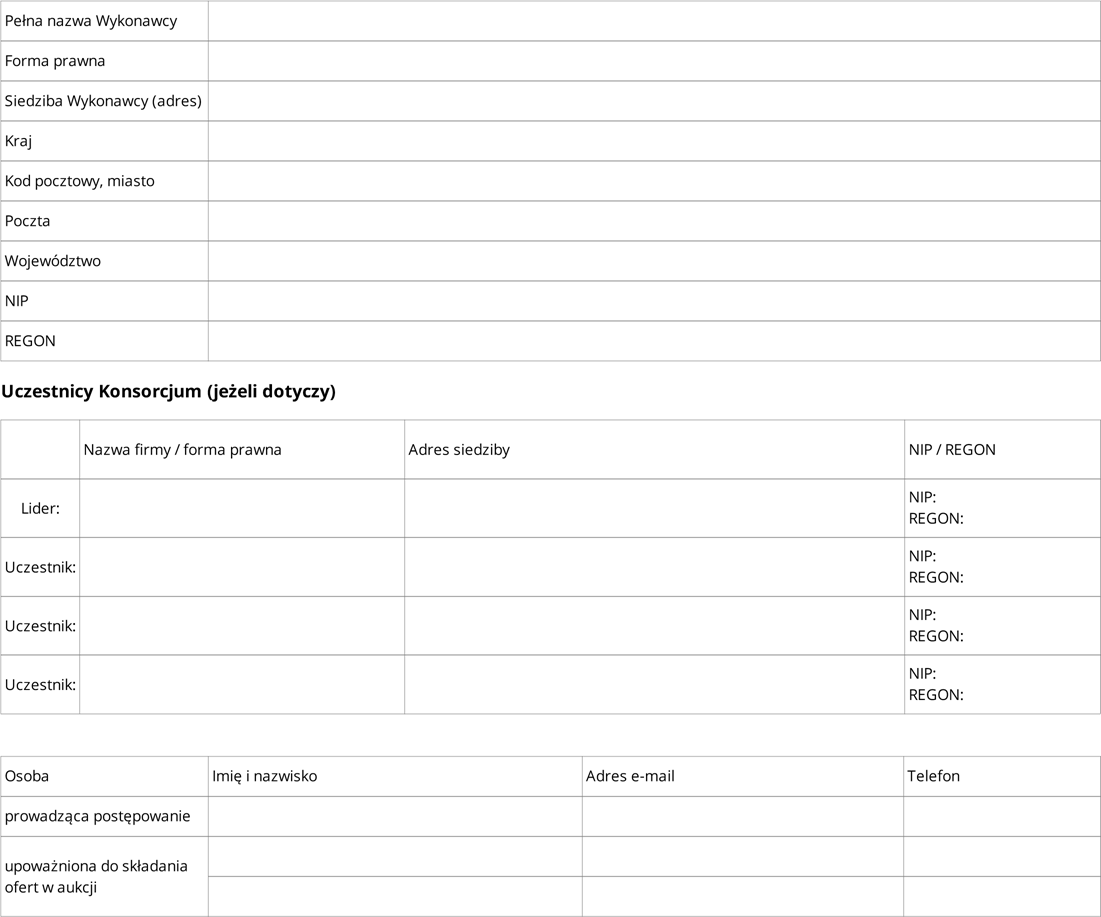 Pełna nazwa Wykonawcy
Forma prawna
Siedziba Wykonawcy (adres)
Kraj
Kod pocztowy, miasto
Poczta
Województwo
NIP
REGON
Uczestnicy Konsorcjum (jeżeli dotyczy)
Nazwa firmy / forma prawna Adres siedziby NIP / REGON
Lider: NIP:
REGON:
Uczestnik: NIP:
REGON:
Uczestnik: NIP:
REGON:
Uczestnik: NIP:
REGON:
Osoba Imię i nazwisko Adres e-mail Telefon
prowadząca postępowanie
upoważniona do składania
ofert w aukcji